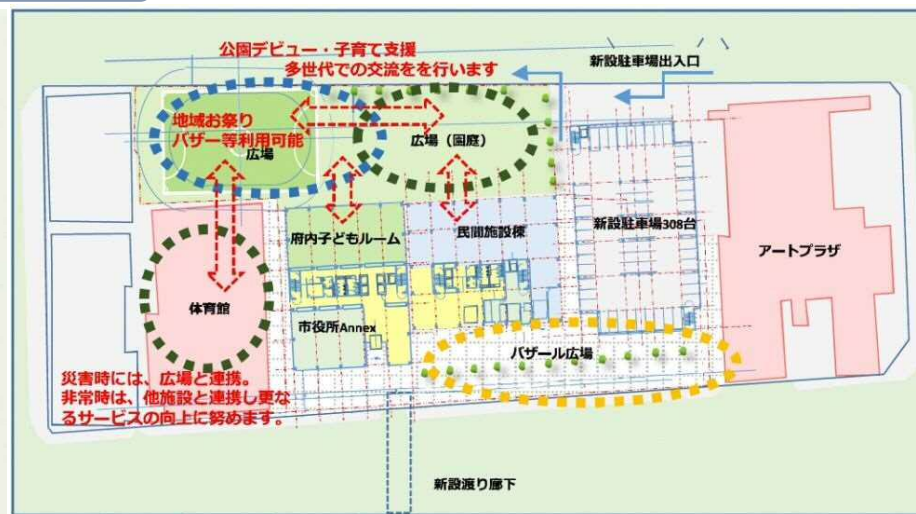 公園デビュー・子育て支援
多世代での交流をを行います
新設駐車場出入口
地域お祭り
バザー等利用可能
広場
広場（園庭）
府内子どもルーム
民間施設棟
新設駐車場308台
アートプラザ
体育館
市役所Annex
バザール広場
災害時には、広場と連携。
非常時は、他施設と連携し更な
るサービスの向上に努めます。
新設渡り廊下